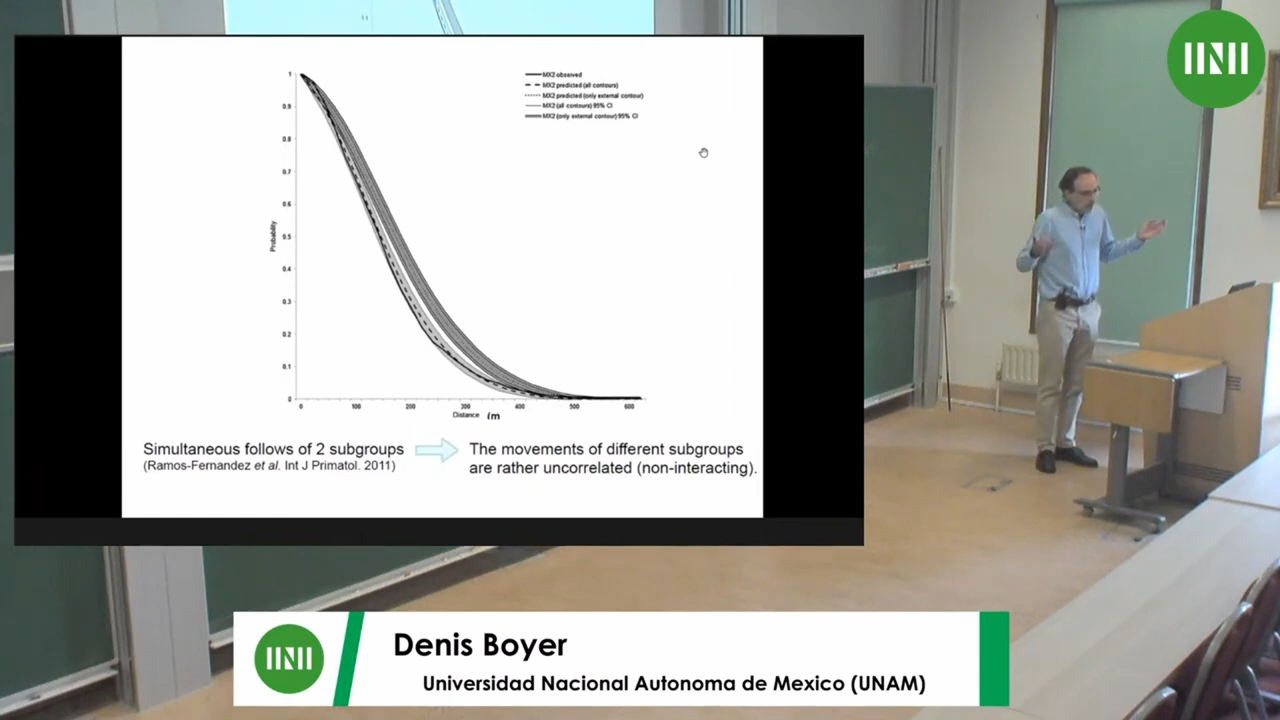 MX2 observed
MX2 predicted (all contours)
MX2 predicted (only external contour)
MX2 (all contours) 95% CI
MX2 (only external contour) 95% CI
1
0.9
0.8
0.7
0.6
0.5
0.4
0.3
0.2
0.1
0
Probability
0 100 200 300 400 500 600
Distance (m
Simultaneous follows of 2 subgroups
(Ramos-Fernandez et al. Int J Primatol. 2011)
The movements of different subgroups
are rather uncorrelated (non-interacting).
Denis Boyer
Universidad Nacional Autonoma de Mexico (UNAM)